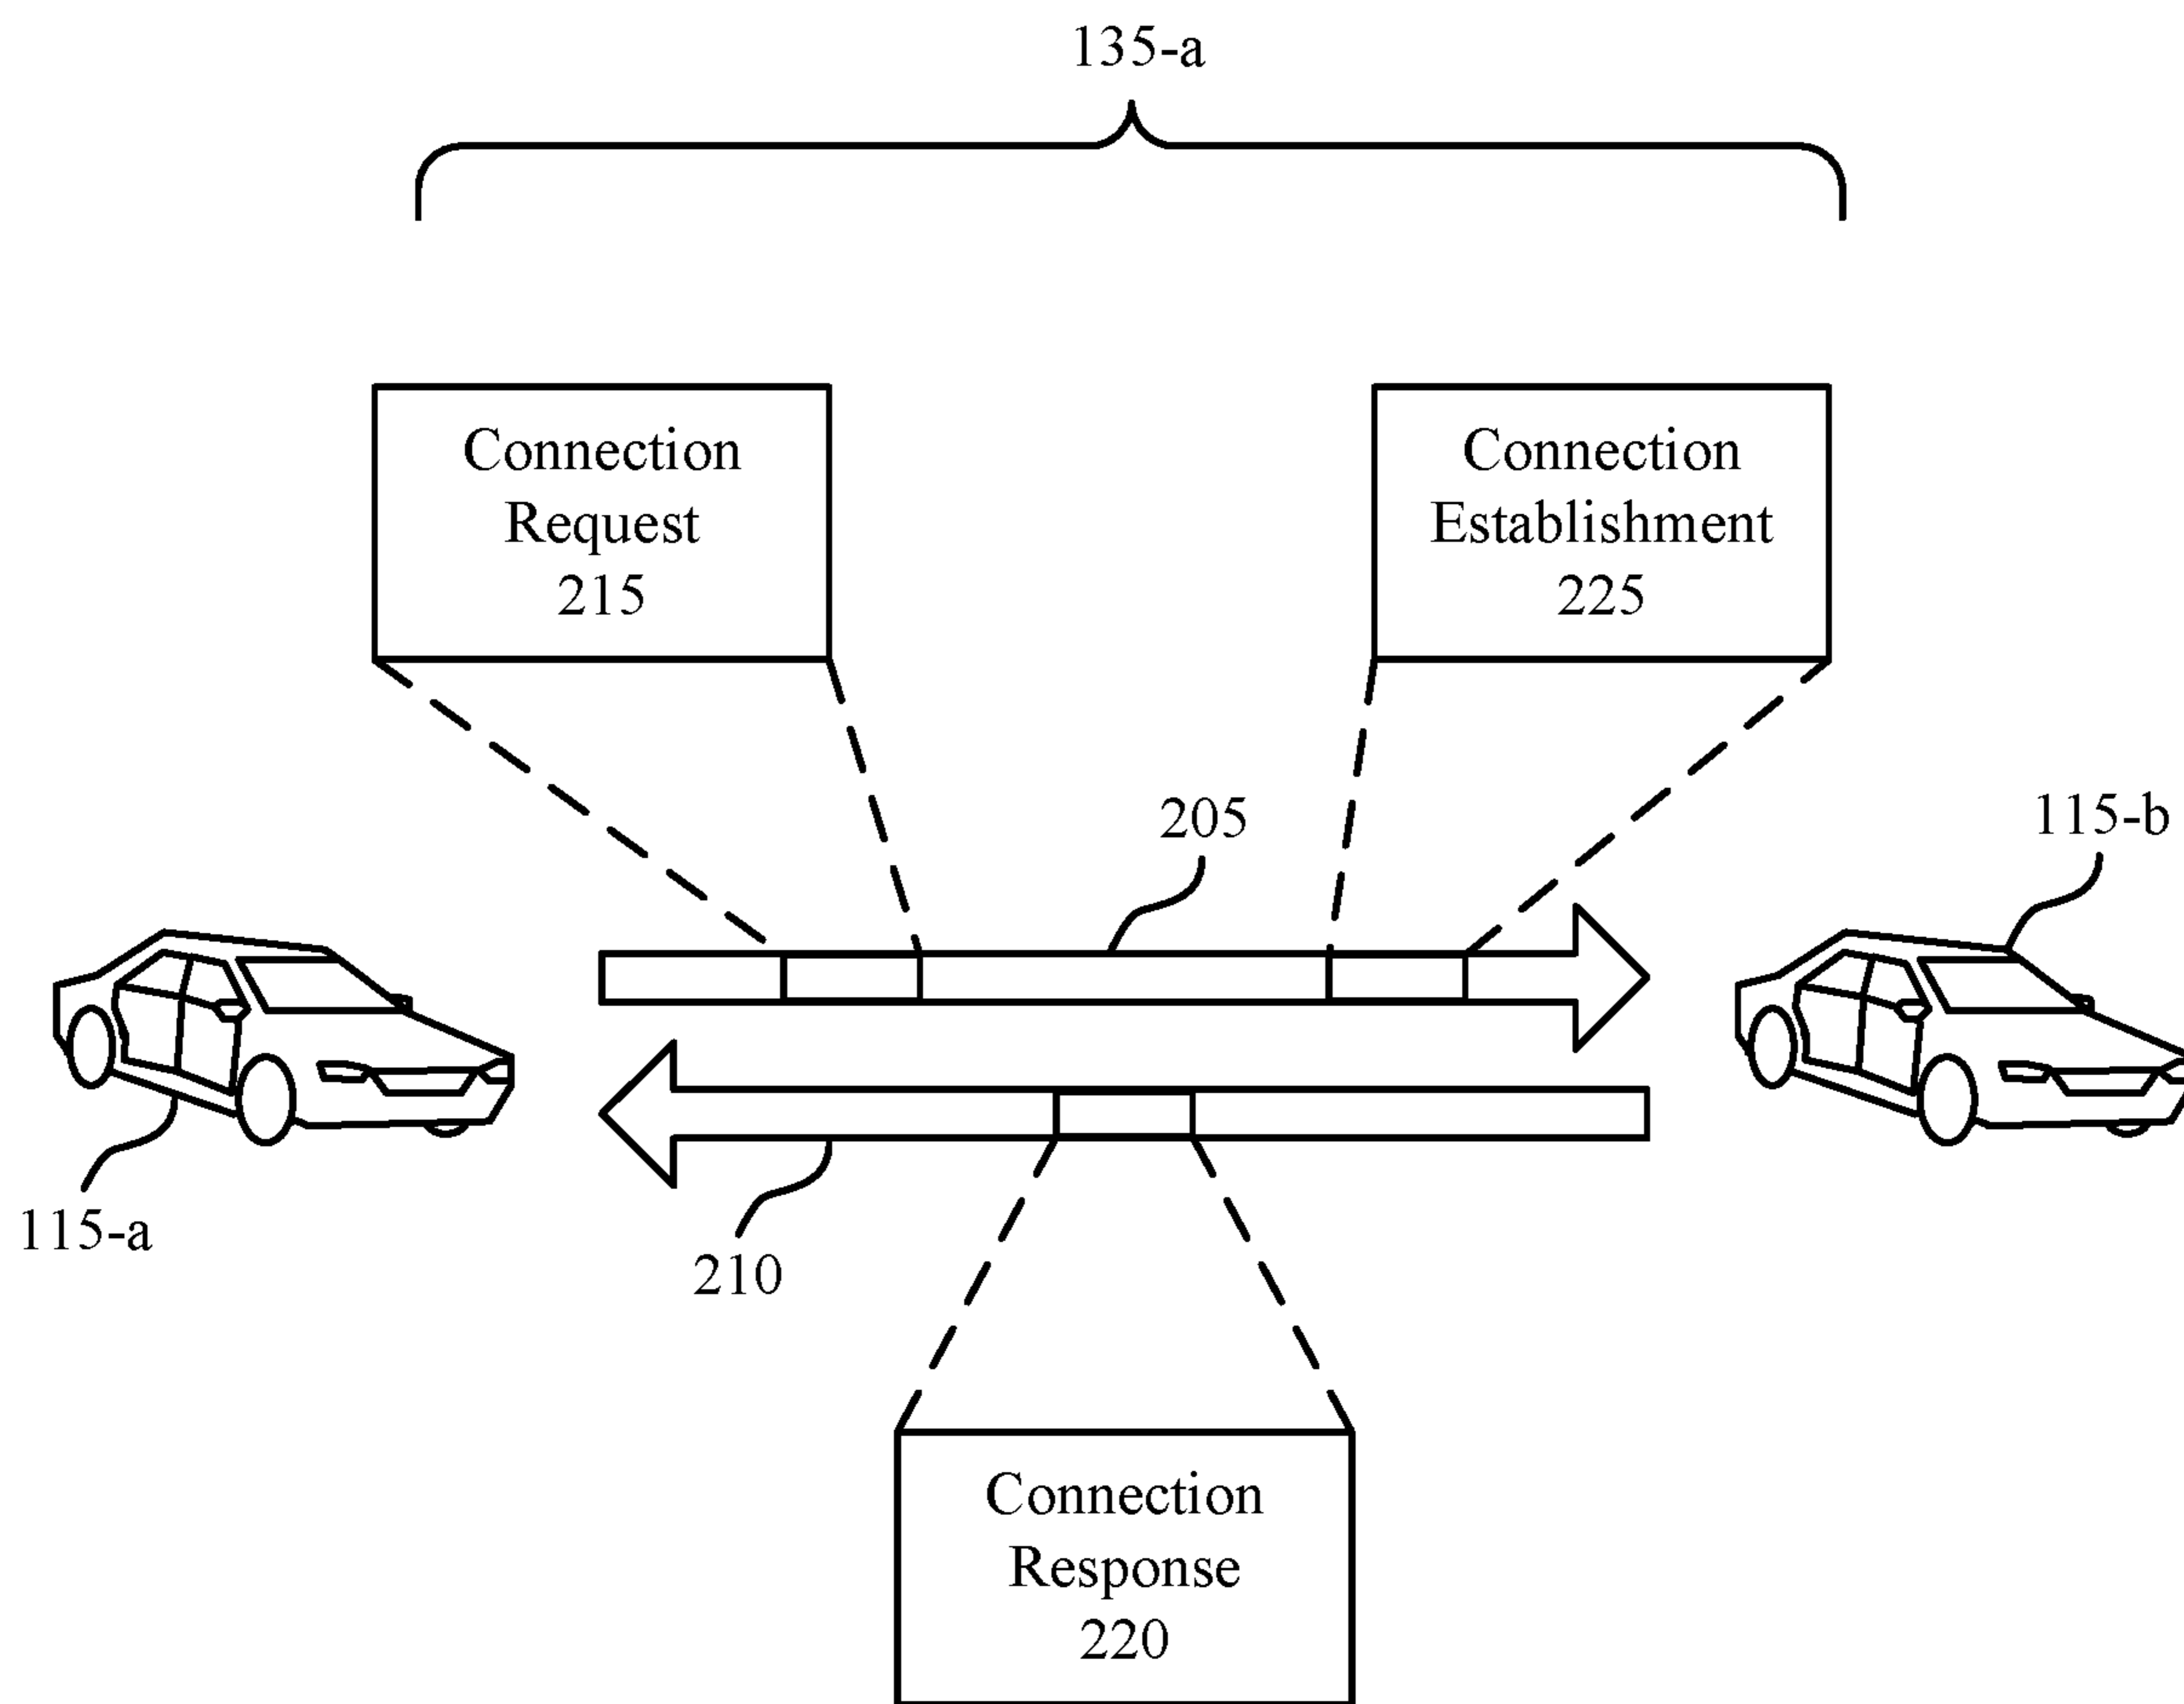 135-a
Connection
Request
215
Connection
Establishment
225
205
115-b
115-a
210
Connection
Response
220